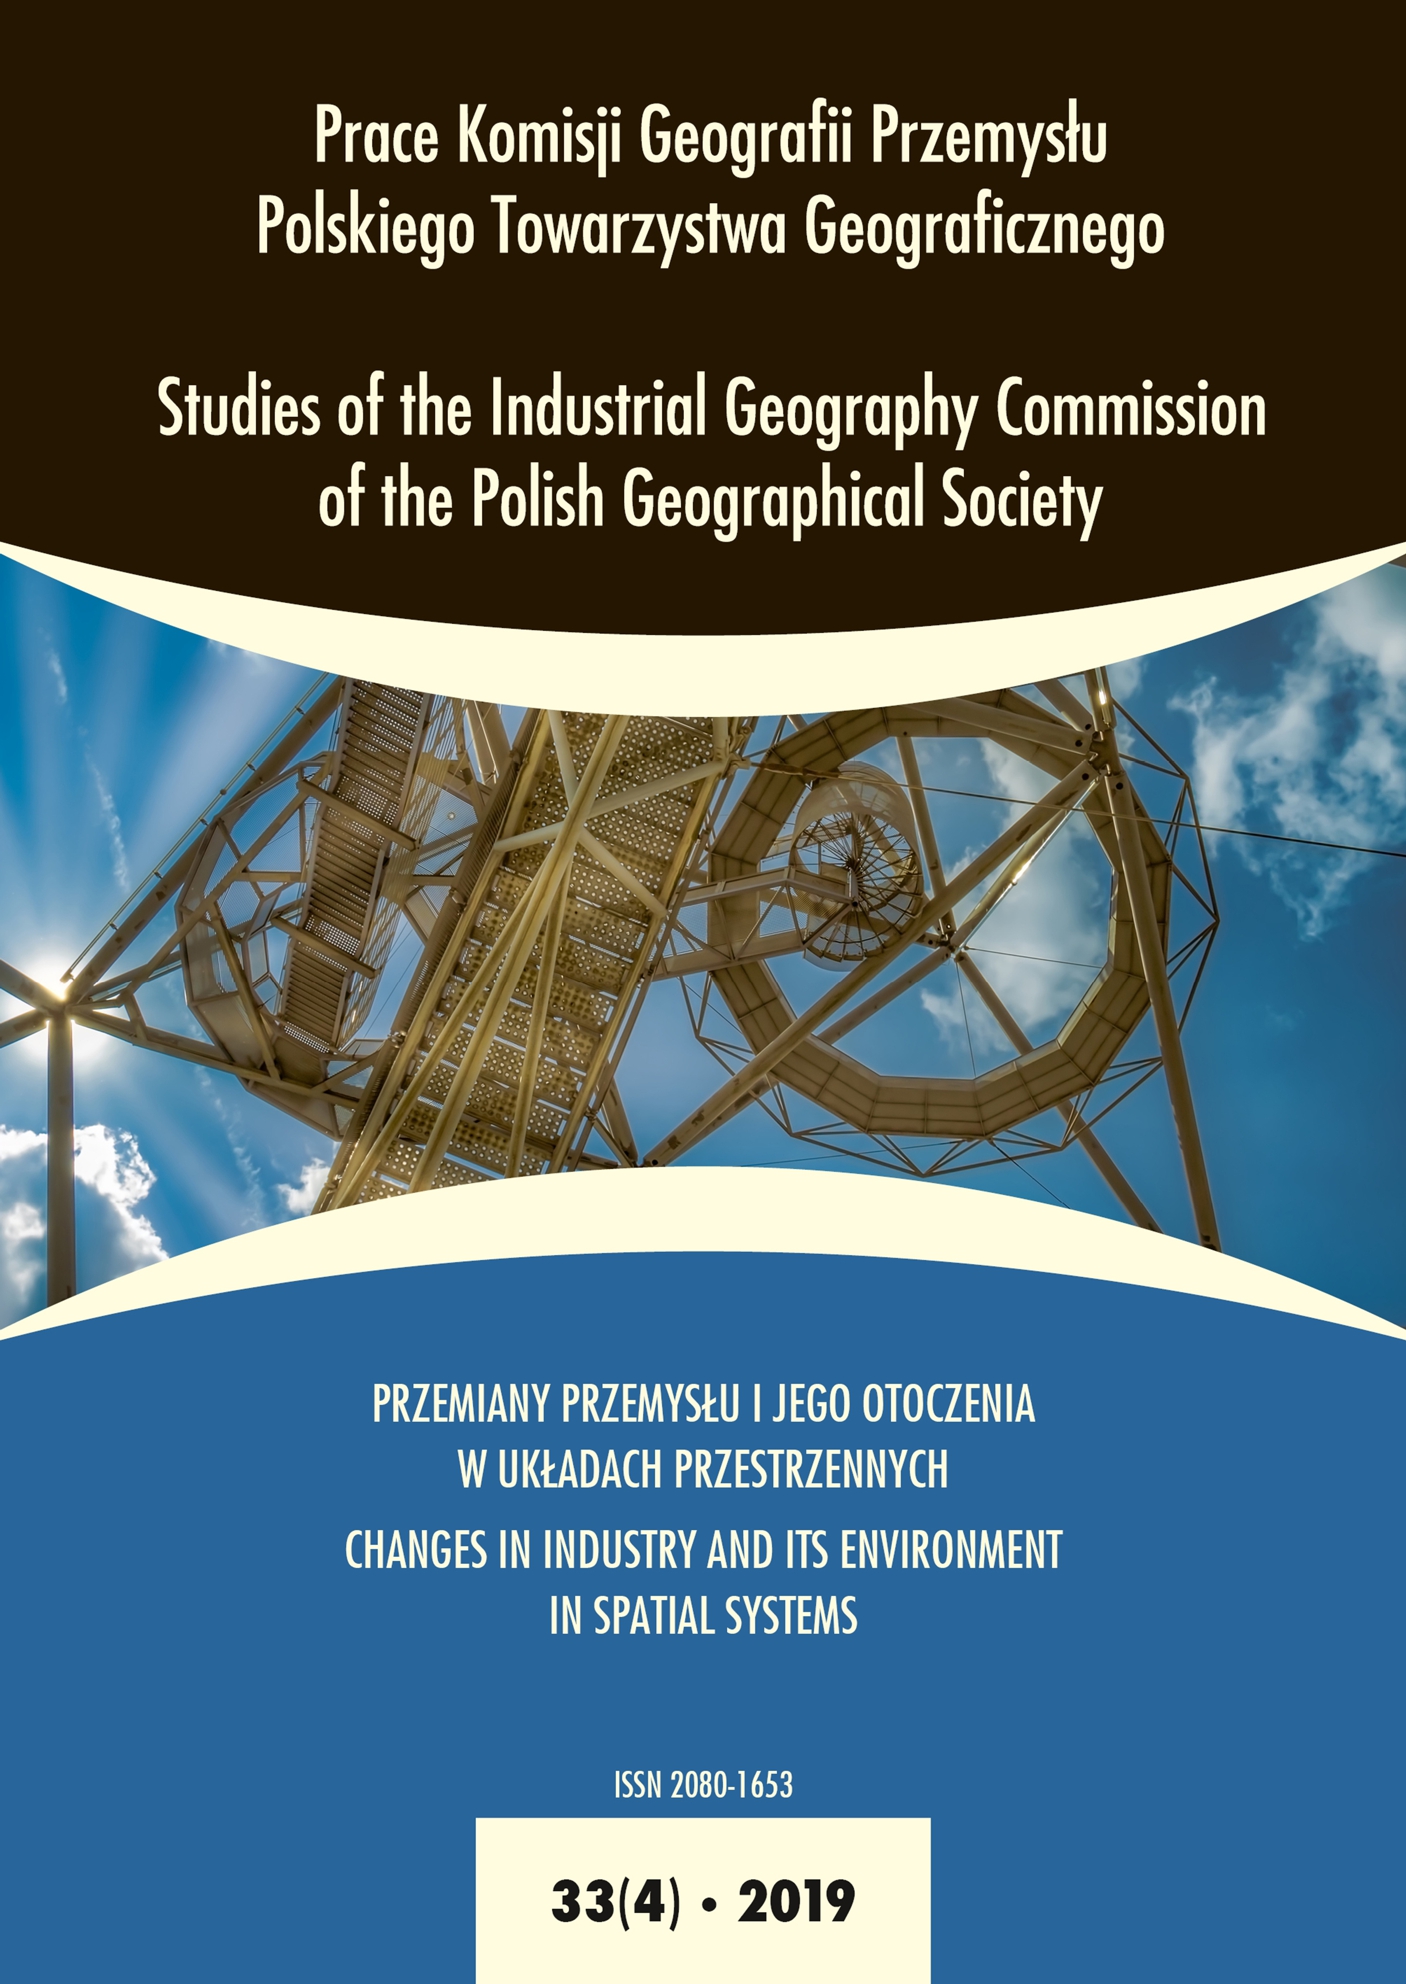 Prace Komisji Geografii Przemysłu
Polskiego Towarzystwa Geograficznego
Studies of the Industrial Geography Commission
of the Polish Geographical Society
PRZEMIANY PRZEMYSŁU I JEGO OTOCZENIA
W UKŁADACH PRZESTRZENNYCH
CHANGES IN INDUSTRY AND ITS ENVIRONMENT
IN SPATIAL SYSTEMS
ISSN 2080-1653
33(4) • 2019